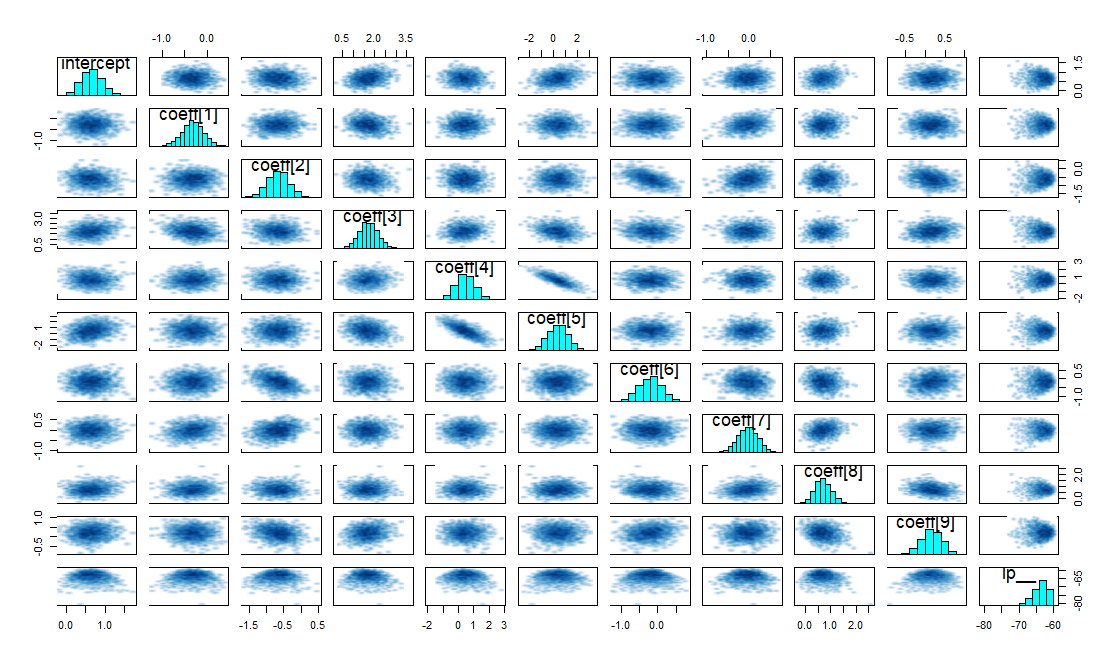 -1.0 0.0 0.5 2.0 3.5 -2 0 1 2 -1.0 0.0 -0.5 0.5
intercept 0.0 1.5
-1.0 coeff[1]
coeff[2] -1.5 0.0
0.5 3.0 coeff[3]
coeff[4] -2 1 3
-2 1 coeff[5]
coeff[6] -1.0 0.5
-1.0 0.5 coeff[7]
coeff[8] 0.0 2.0
-0.5 1.0 coeff[9]
lp__ -80 -65
0.0 1.0 -1.5 -0.5 0.5 -2 0 1 2 3 -1.0 0.0 0.0 1.0 2.0 -80 -70 -60